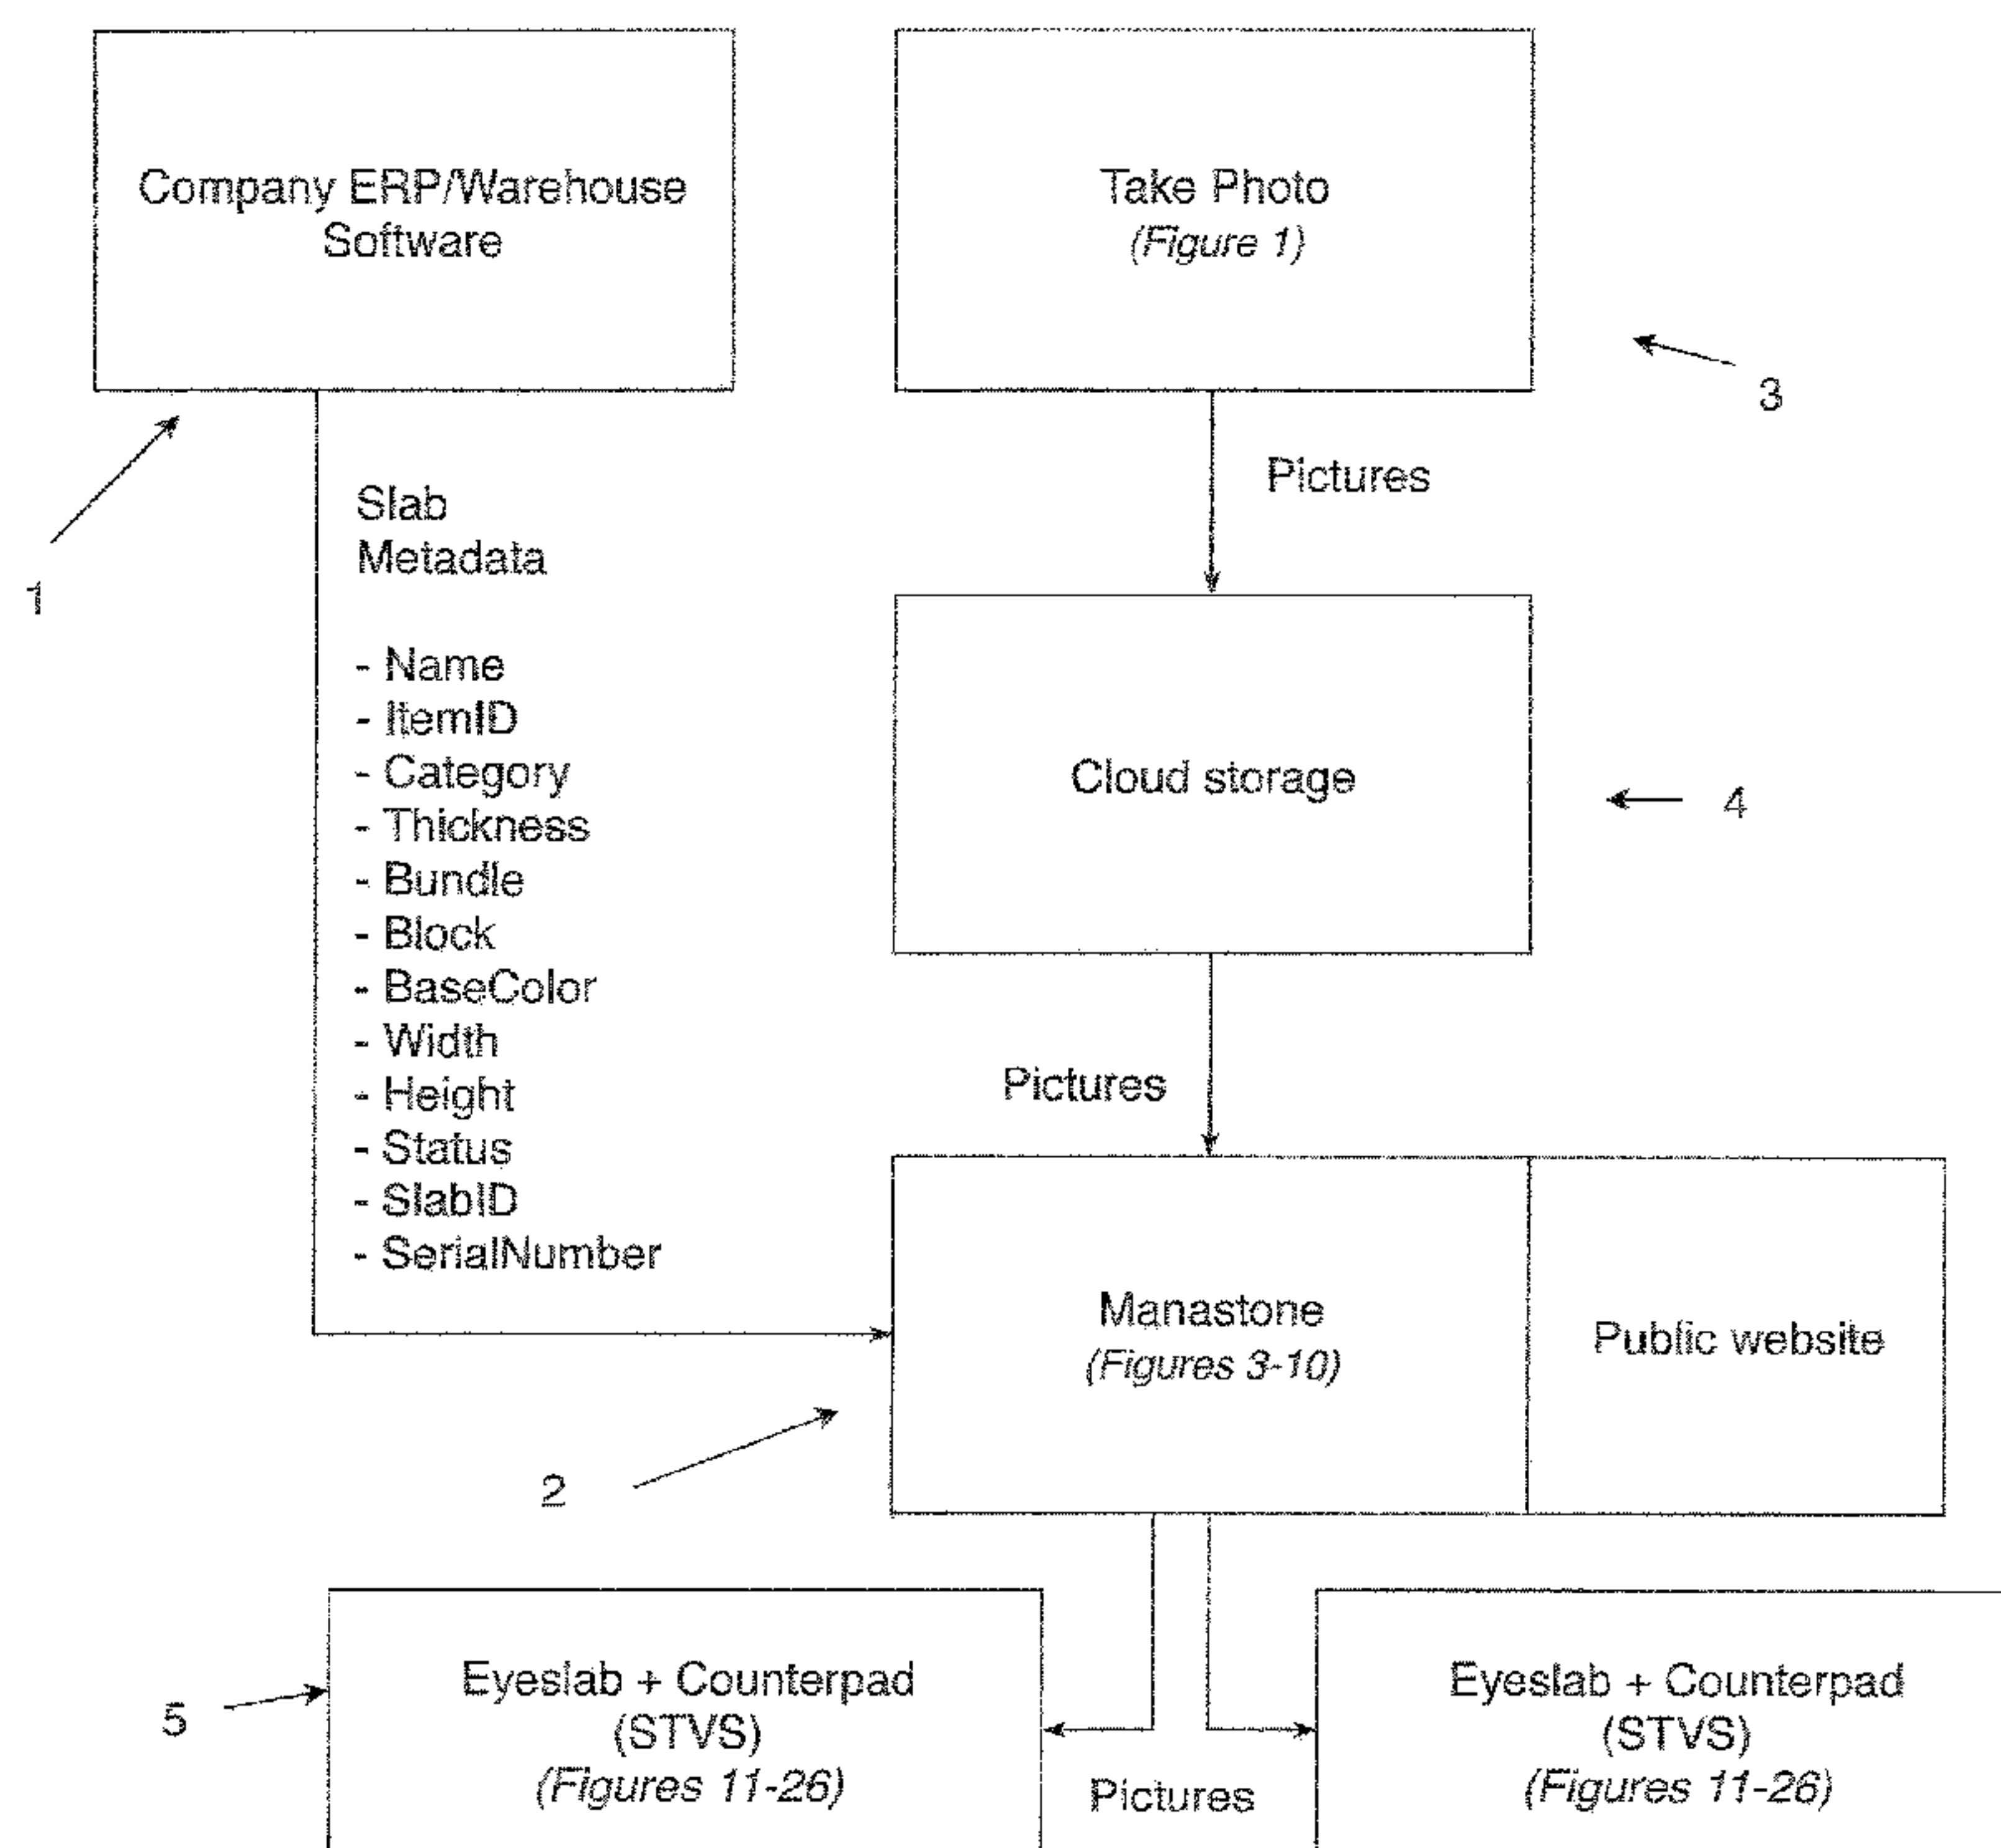 Company ERP/Warehouse
Software
Take Photo
(Figure 1)
3
Pictures
1
Slab
Metadata
- Name
- ItemID
- Category
- Thickness
- Bundle
- Block
- BaseColor
- Width
- Height
- Status
- SlabID
- SerialNumber
Cloud storage
4
Pictures
Manastone
(Figures 3-10)
Public website
2
5
Eyeslab + Counterpad
(STVS)
(Figures 11-26)
Pictures
Eyeslab + Counterpad
(STVS)
(Figures 11-26)